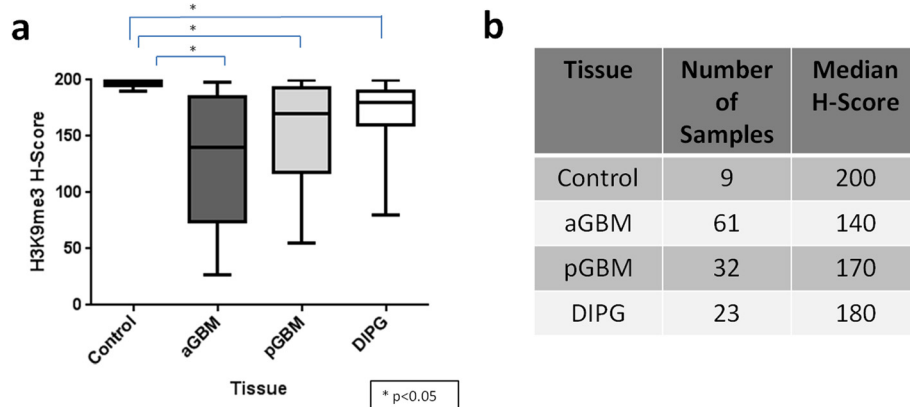 a
*
*
*
H3K9me3 H-Score
200
150
100
50
0
Control
aGBM
pGBM
DIPG
Tissue
* p<0.05
b
Tissue Number of Samples Median H-Score
Control 9 200
aGBM 61 140
pGBM 32 170
DIPG 23 180